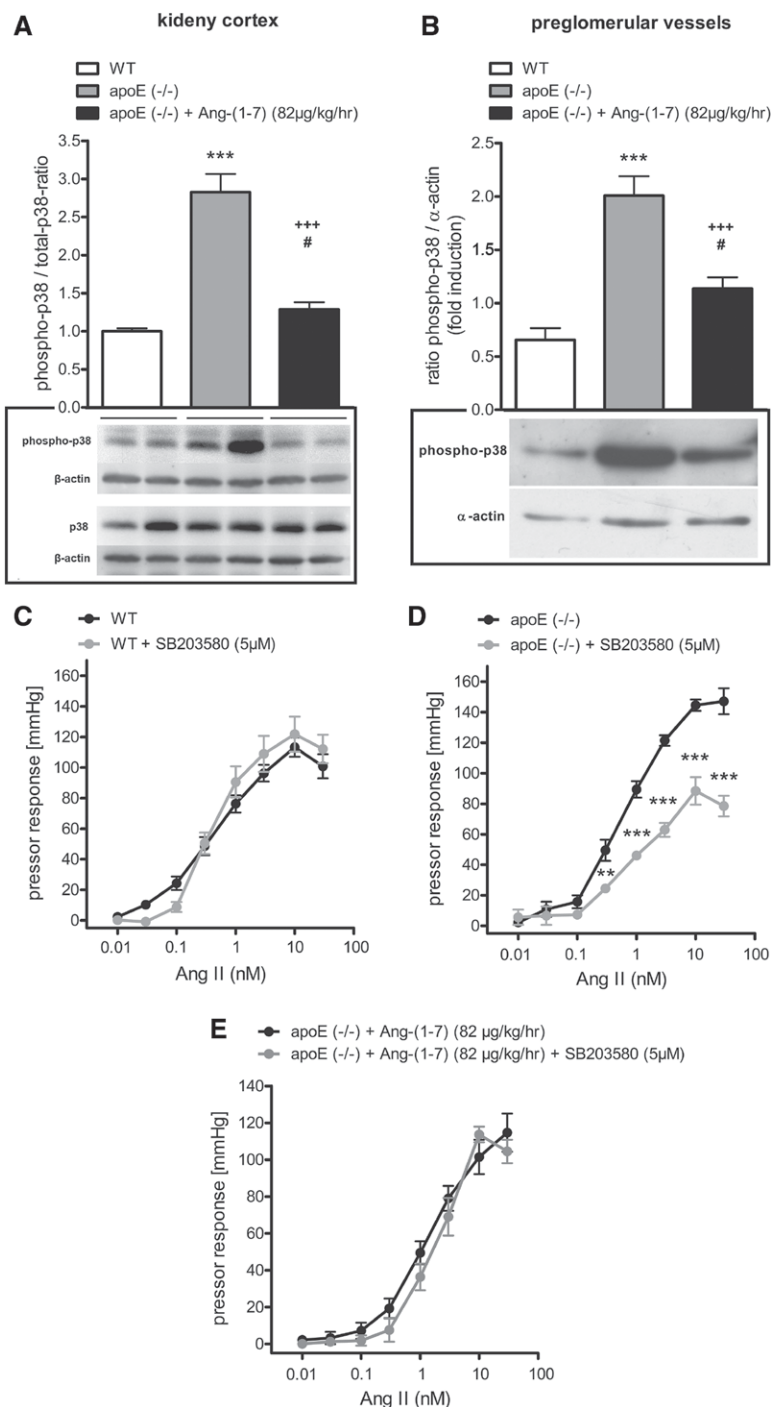 A
kideny cortex
WT
apoE (-/-)
apoE (-/-) + Ang-(1-7) (82µg/kg/hr)
phospho-p38 / total-p38-ratio
3.5
3.0
2.5
2.0
1.5
1.0
0.5
0.0
***
+++
#
phospho-p38
β-actin
p38
β-actin
B
preglomerular vessels
WT
apoE (-/-)
apoE (-/-) + Ang-(1-7) (82µg/kg/hr)
ratio phospho-p38 / α-actin
(fold induction)
2.5
2.0
1.5
1.0
0.5
0.0
***
+++
#
phospho-p38
α-actin
C
WT
WT + SB203580 (5µM)
pressor response [mmHg]
160
140
120
100
80
60
40
20
0
0.01
0.1
1
10
100
Ang II (nM)
D
apoE (-/-)
apoE (-/-) + SB203580 (5µM)
pressor response [mmHg]
160
140
120
100
80
60
40
20
0
**
***
***
***
***
0.01
0.1
1
10
100
Ang II (nM)
E
apoE (-/-) + Ang-(1-7) (82 µg/kg/hr)
apoE (-/-) + Ang-(1-7) (82 µg/kg/hr) + SB203580 (5µM)
pressor response [mmHg]
140
120
100
80
60
40
20
0
0.01
0.1
1
10
100
Ang II (nM)